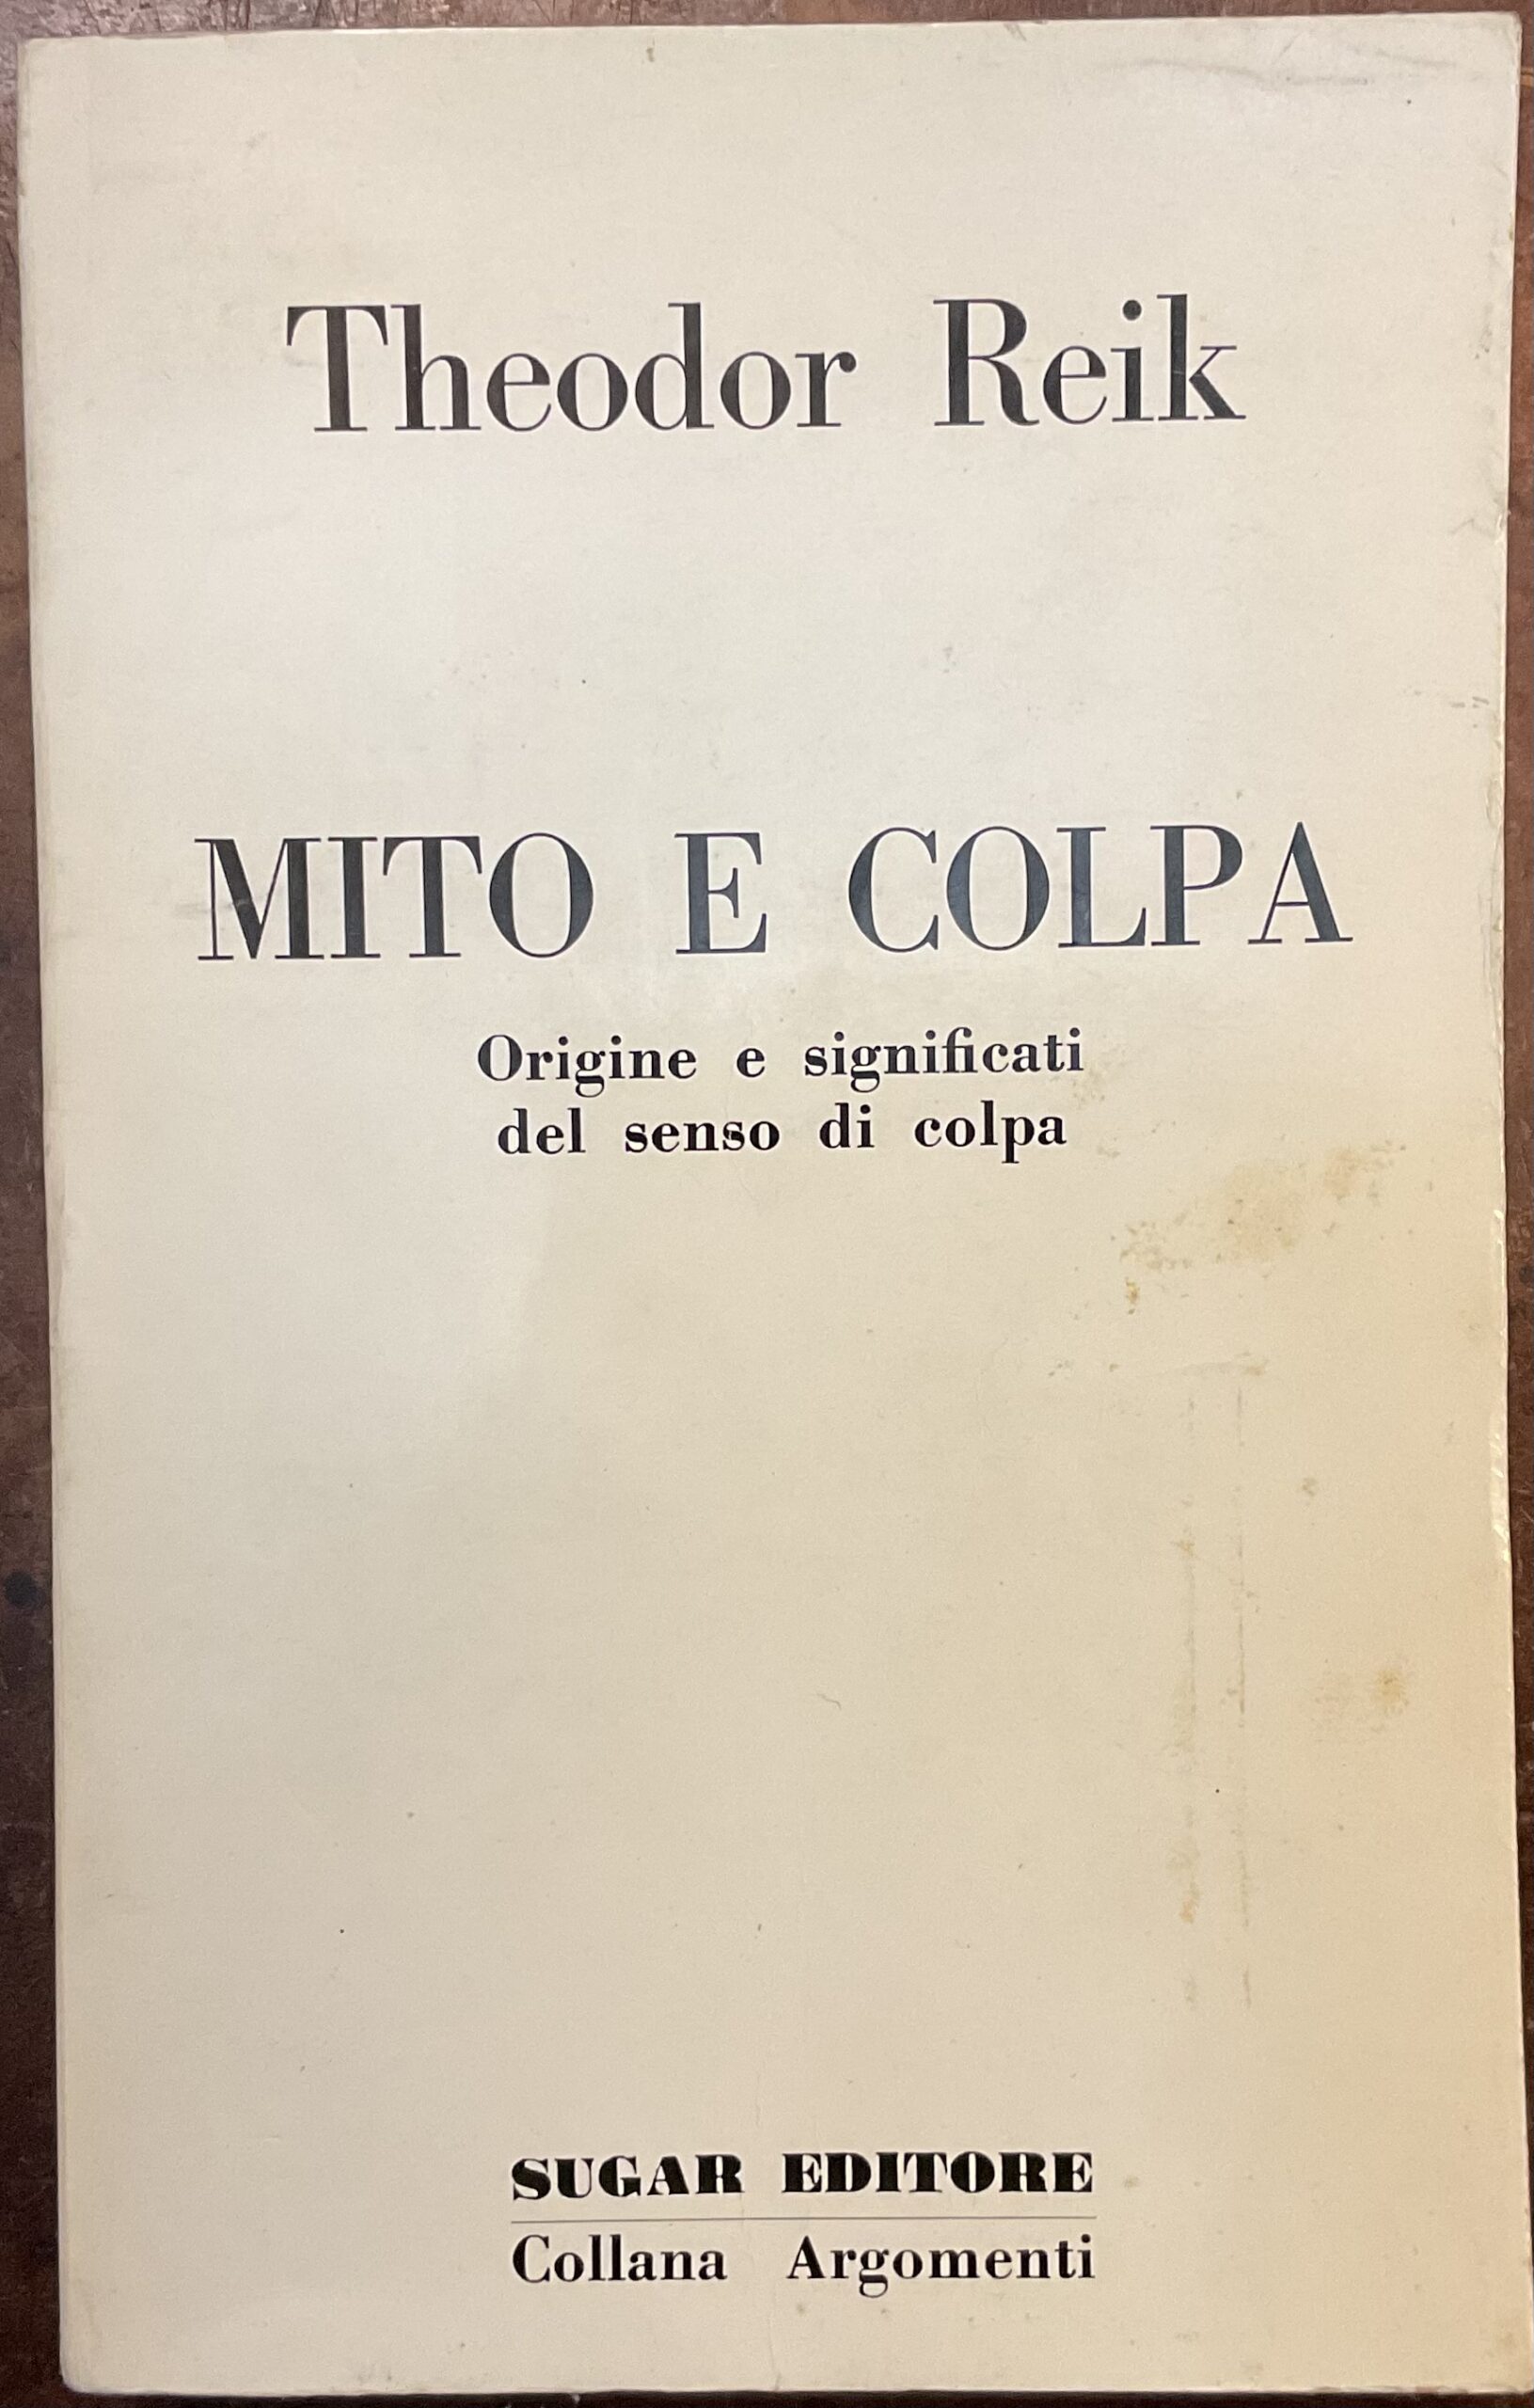 Theodor Reik
MITO E COLPA
Origine e significati
del senso di colpa
SUGAR EDITORE
Collana Argomenti